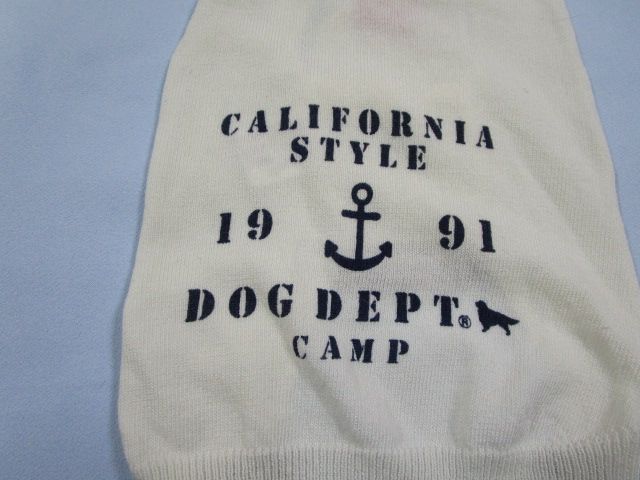 CALIFORNIA
STYLE
19 91
DOG DEPT®
CAMP